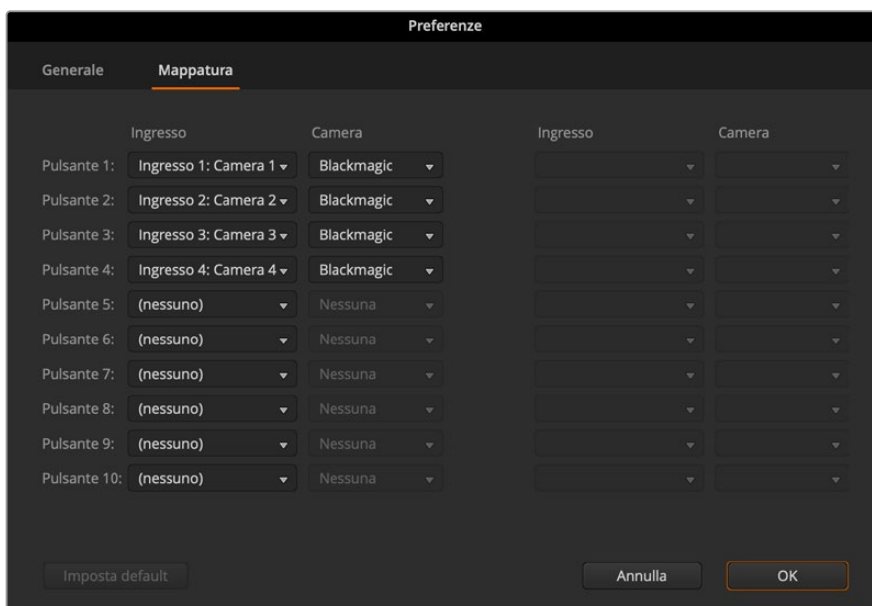 Preferenze
Generale Mappatura
Ingresso Camera Ingresso Camera
Pulsante 1: Ingresso 1: Camera 1 Blackmagic
Pulsante 2: Ingresso 2: Camera 2 Blackmagic
Pulsante 3: Ingresso 3: Camera 3 Blackmagic
Pulsante 4: Ingresso 4: Camera 4 Blackmagic
Pulsante 5: (nessuno) Nessuna
Pulsante 6: (nessuno) Nessuna
Pulsante 7: (nessuno) Nessuna
Pulsante 8: (nessuno) Nessuna
Pulsante 9: (nessuno) Nessuna
Pulsante 10: (nessuno) Nessuna
Imposta default Annulla OK